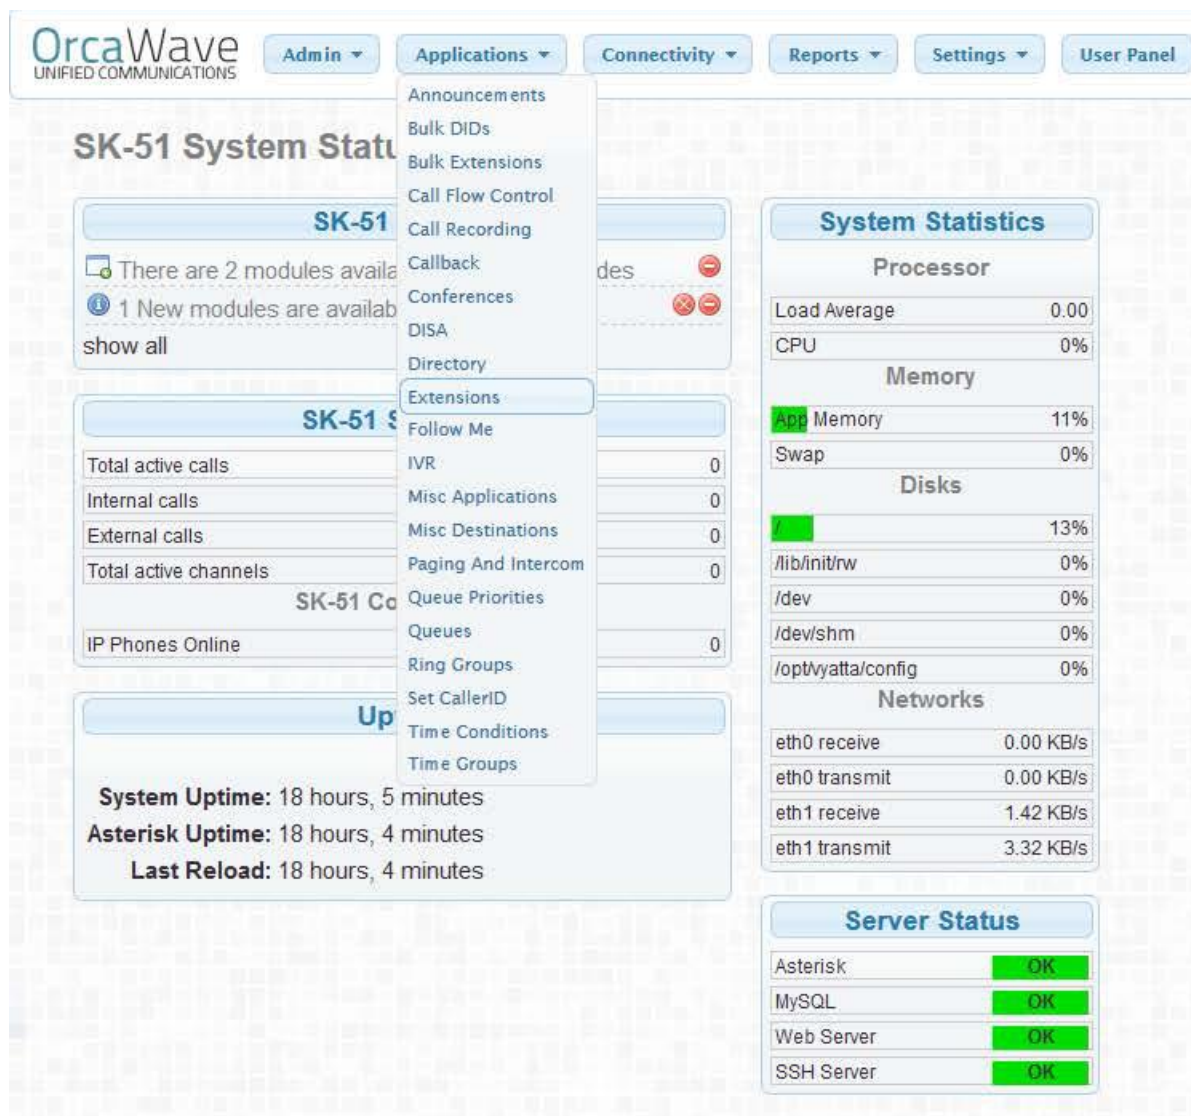 OrcaWave
UNIFIED COMMUNICATIONS
Admin
Applications
Connectivity
Reports
Settings
User Panel
Announcements
Bulk DIDs
Bulk Extensions
Call Flow Control
Call Recording
Callback
Conferences
DISA
Directory
Extensions
Follow Me
IVR
Misc Applications
Misc Destinations
Paging And Intercom
Queue Priorities
Queues
Ring Groups
Set CallerID
Time Conditions
Time Groups
SK-51 System Statu
SK-51
There are 2 modules availa des
1 New modules are availab
show all
SK-51 S
Total active calls 0
Internal calls 0
External calls 0
Total active channels 0
SK-51 Co
IP Phones Online 0
Up
System Uptime: 18 hours, 5 minutes
Asterisk Uptime: 18 hours, 4 minutes
Last Reload: 18 hours, 4 minutes
System Statistics
Processor
Load Average 0.00
CPU 0%
Memory
App Memory 11%
Swap 0%
Disks
/ 13%
/lib/init/rw 0%
/dev 0%
/dev/shm 0%
/opt/vyatta/config 0%
Networks
eth0 receive 0.00 KB/s
eth0 transmit 0.00 KB/s
eth1 receive 1.42 KB/s
eth1 transmit 3.32 KB/s
Server Status
Asterisk OK
MySQL OK
Web Server OK
SSH Server OK